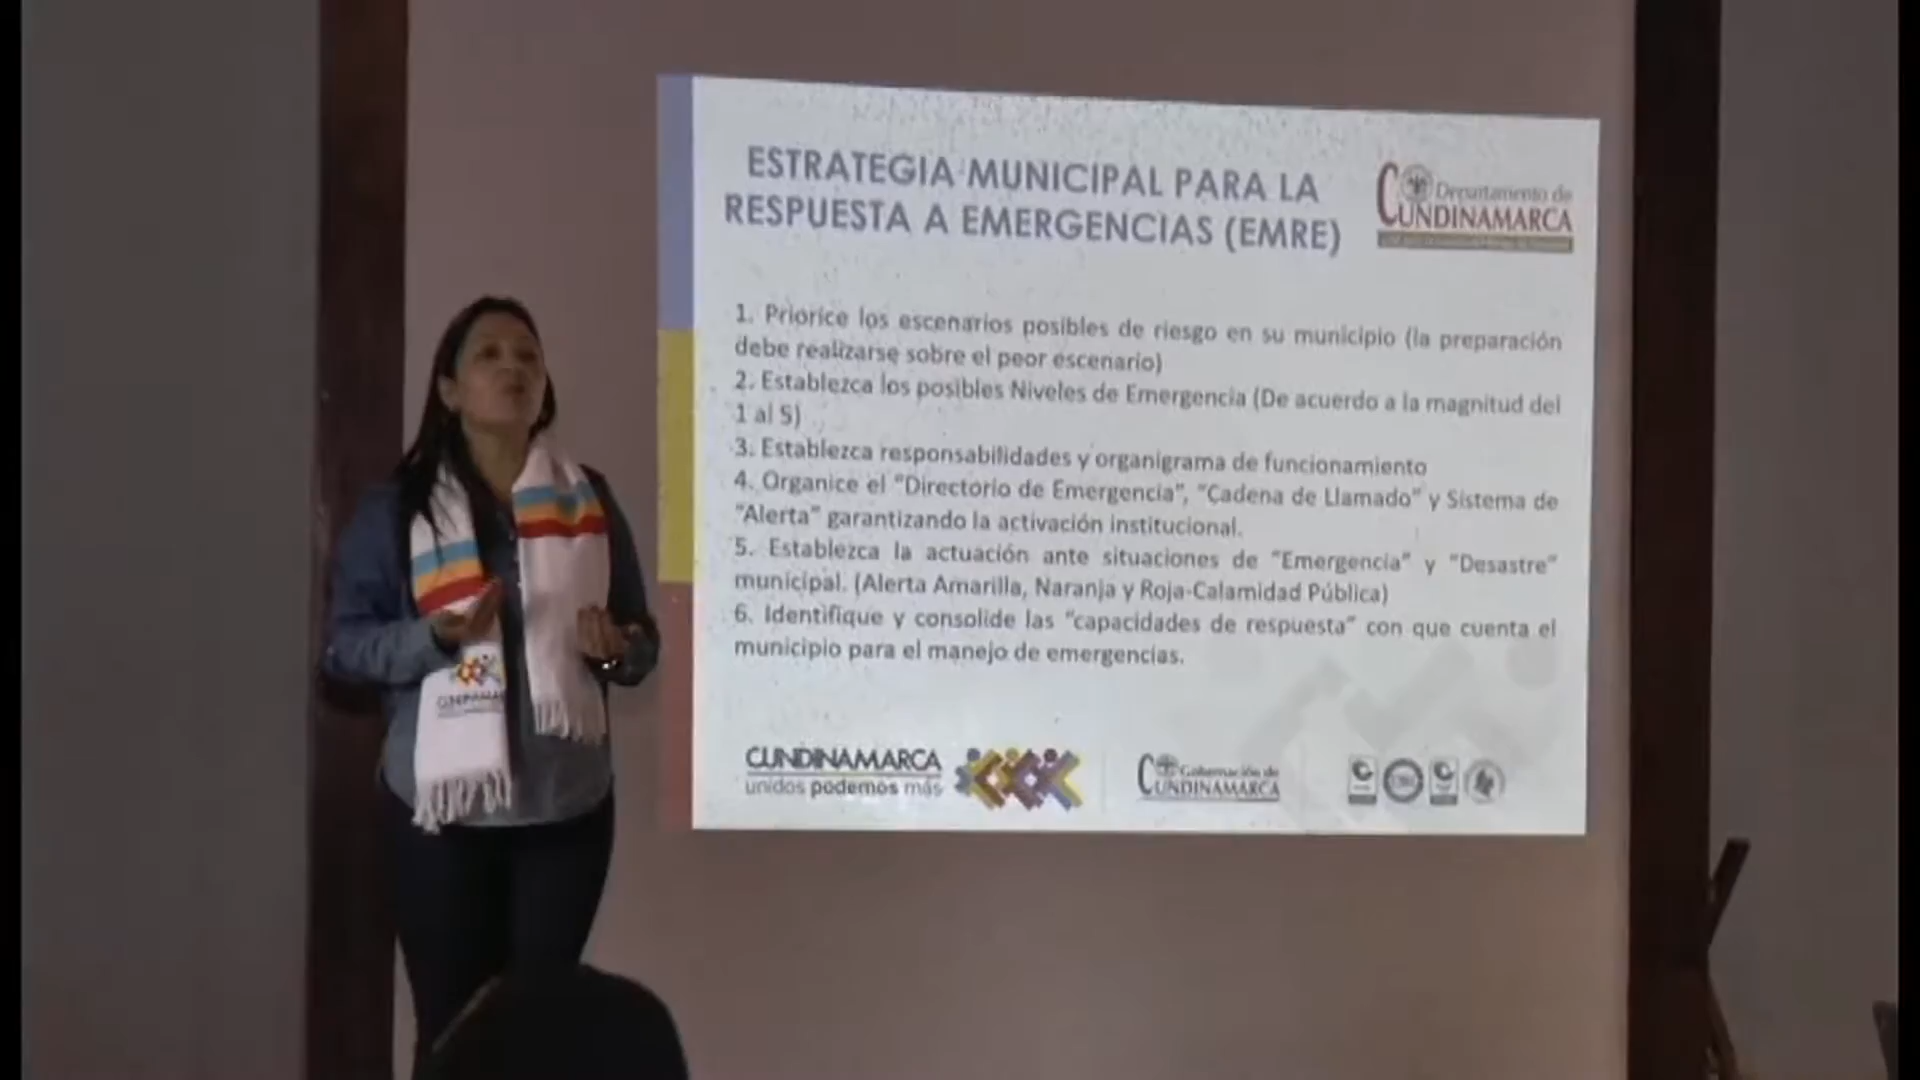 ESTRATEGIA MUNICIPAL PARA LA
RESPUESTA A EMERGENCIAS (EMRE)
Departamento de
CUNDINAMARCA
1. Priorice los escenarios posibles de riesgo en su municipio (la preparación
debe realizarse sobre el peor escenario)
2. Establezca los posibles Niveles de Emergencia (De acuerdo a la magnitud del
1 al 5)
3. Establezca responsabilidades y organigrama de funcionamiento
4. Organice el "Directorio de Emergencia", "Cadena de Llamado" y Sistema de
"Alerta" garantizando la activación institucional.
5. Establezca la actuación ante situaciones de "Emergencia" y "Desastre"
municipal. (Alerta Amarilla, Naranja y Roja-Calamidad Pública)
6. Identifique y consolide las "capacidades de respuesta" con que cuenta el
municipio para el manejo de emergencias.
CUNDINAMARCA
unidos podemos más
Gobernación de
CUNDINAMARCA